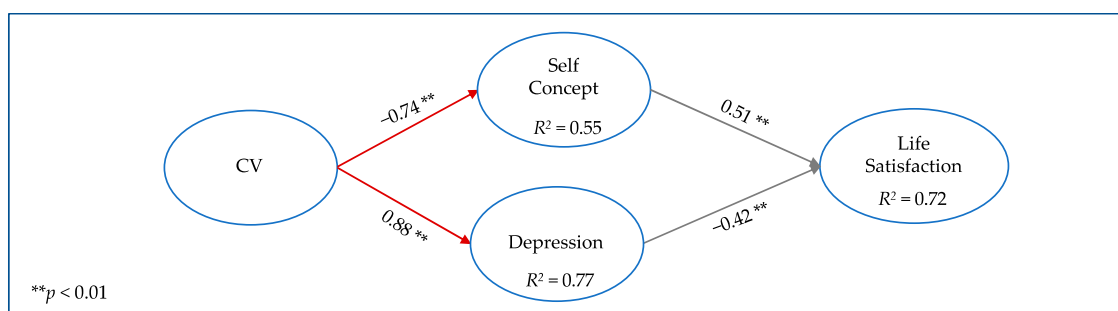 CV
−0.74 **
0.88 **
Self
Concept
R² = 0.55
Depression
R² = 0.77
0.51 **
−0.42 **
Life
Satisfaction
R² = 0.72
**p < 0.01